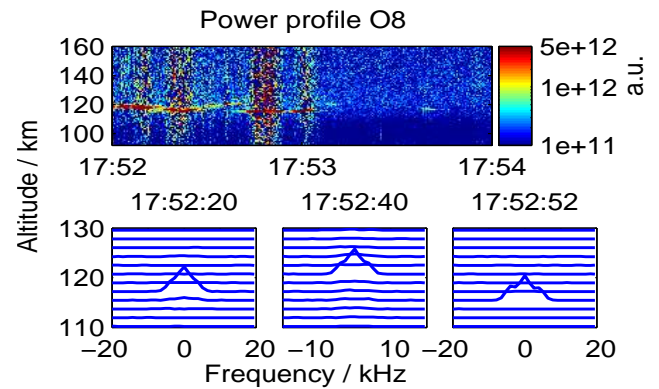 Power profile O8
160
140
120
100
Altitude / km
5e+12
1e+12
1e+11
a.u.
17:52
17:53
17:54
17:52:20
17:52:40
17:52:52
130
120
110
−20 0 20
−10 0 10
−20 0 20
Frequency / kHz